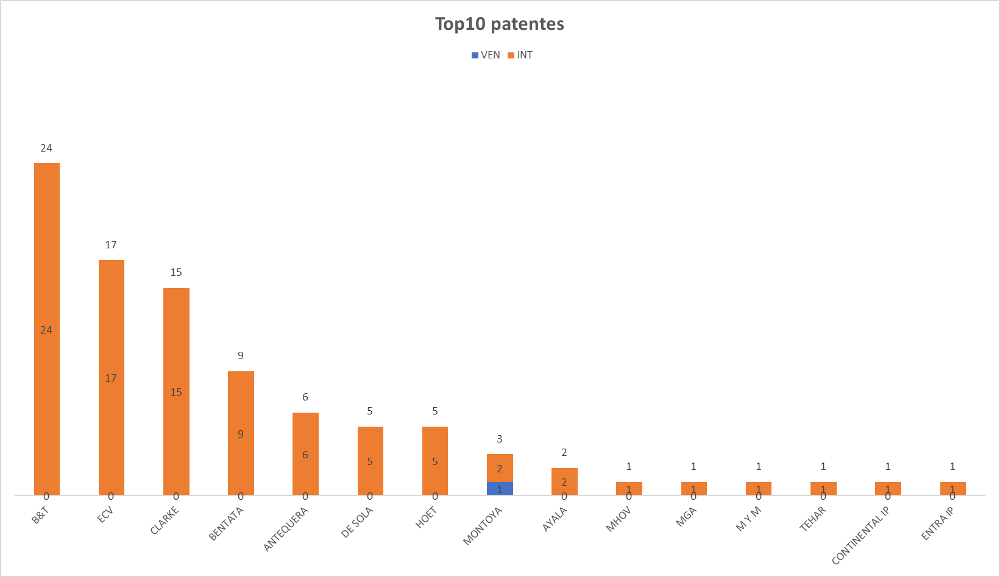 Top10 patentes
VEN INT
24
17
15
9
6
5
5
3
2
1
1
1
1
1
1
24
17
15
9
6
5
5
2
2
1
1
1
1
1
1
1
0
0
0
0
0
0
0
0
0
0
0
0
0
0
B&T
ECV
CLARKE
BENTATA
ANTEQUERA
DE SOLA
HOET
MONTOYA
AYALA
MHOV
MGA
M Y M
TEHAR
CONTINENTAL IP
ENTRA IP